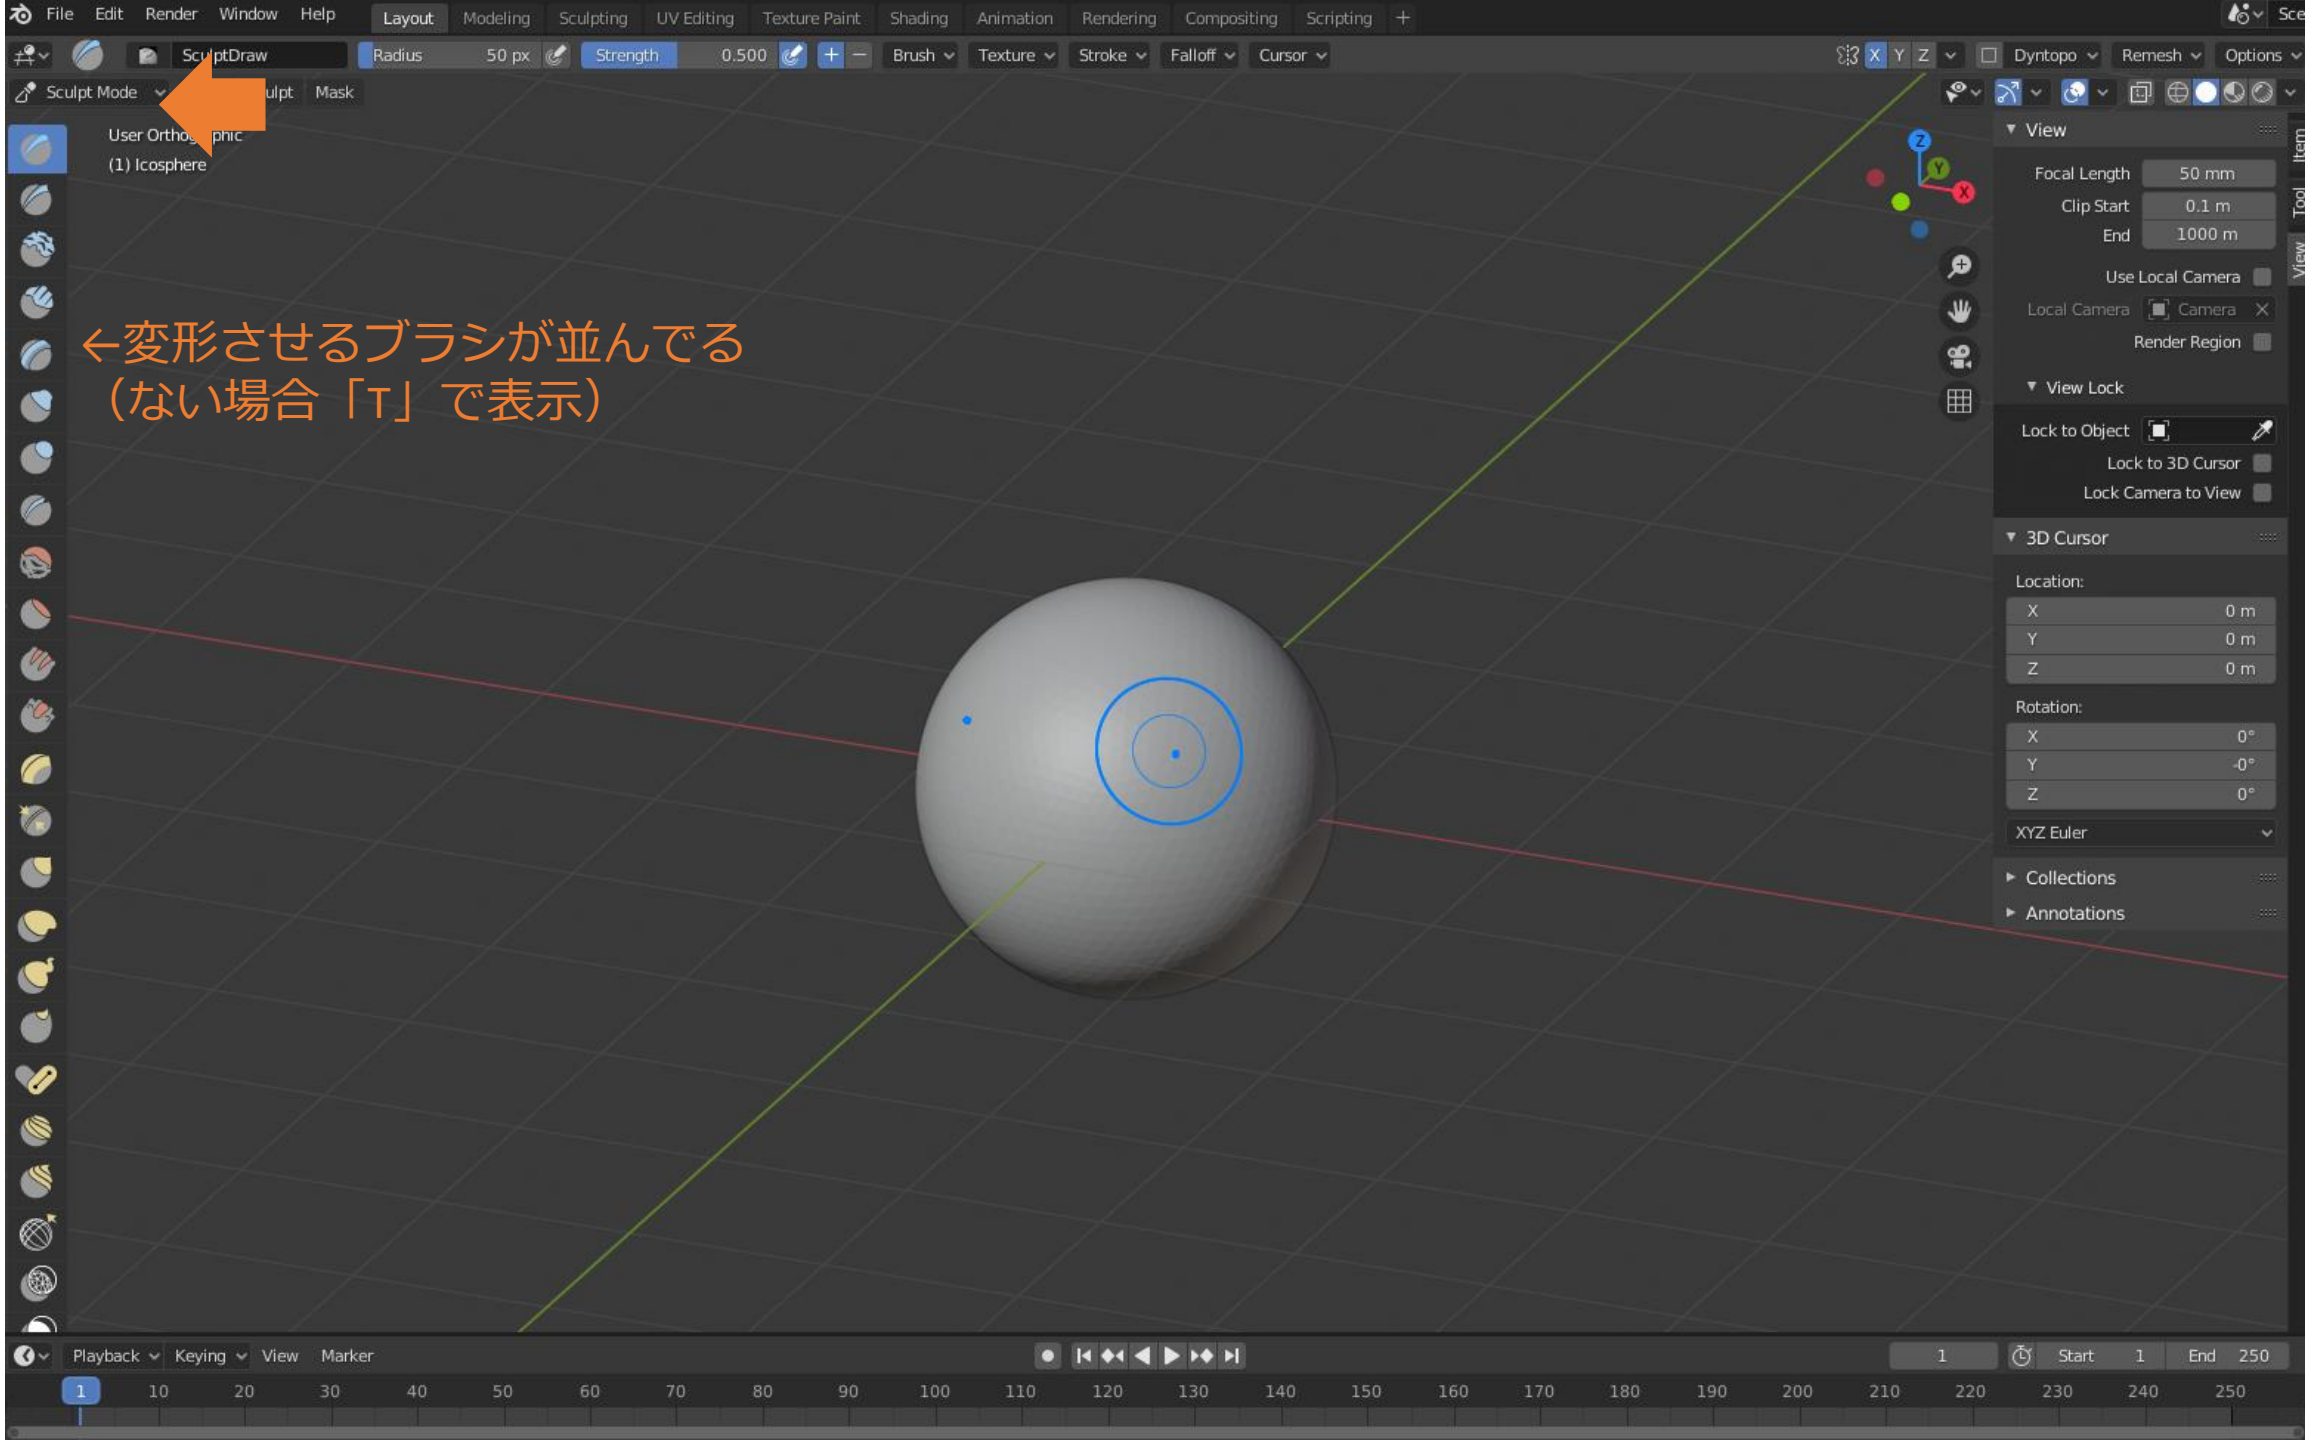 File Edit Render Window Help Layout Modeling Sculpting UV Editing Texture Paint Shading Animation Rendering Compositing Scripting + Sce
SculptDraw Radius 50 px Strength 0.500 + − Brush Texture Stroke Falloff Cursor X Y Z Dyntopo Remesh Options
Sculpt Mode ulpt Mask
User Orthographic
(1) Icosphere
←変形させるブラシが並んでる
（ない場合「T」で表示）
Z
Y
X
View
Focal Length 50 mm
Clip Start 0.1 m
End 1000 m
Use Local Camera
Local Camera Camera
Render Region
View Lock
Lock to Object
Lock to 3D Cursor
Lock Camera to View
3D Cursor
Location:
X 0 m
Y 0 m
Z 0 m
Rotation:
X 0°
Y -0°
Z 0°
XYZ Euler
Collections
Annotations
Item
Tool
View
Playback Keying View Marker 1 Start 1 End 250
1 10 20 30 40 50 60 70 80 90 100 110 120 130 140 150 160 170 180 190 200 210 220 230 240 250